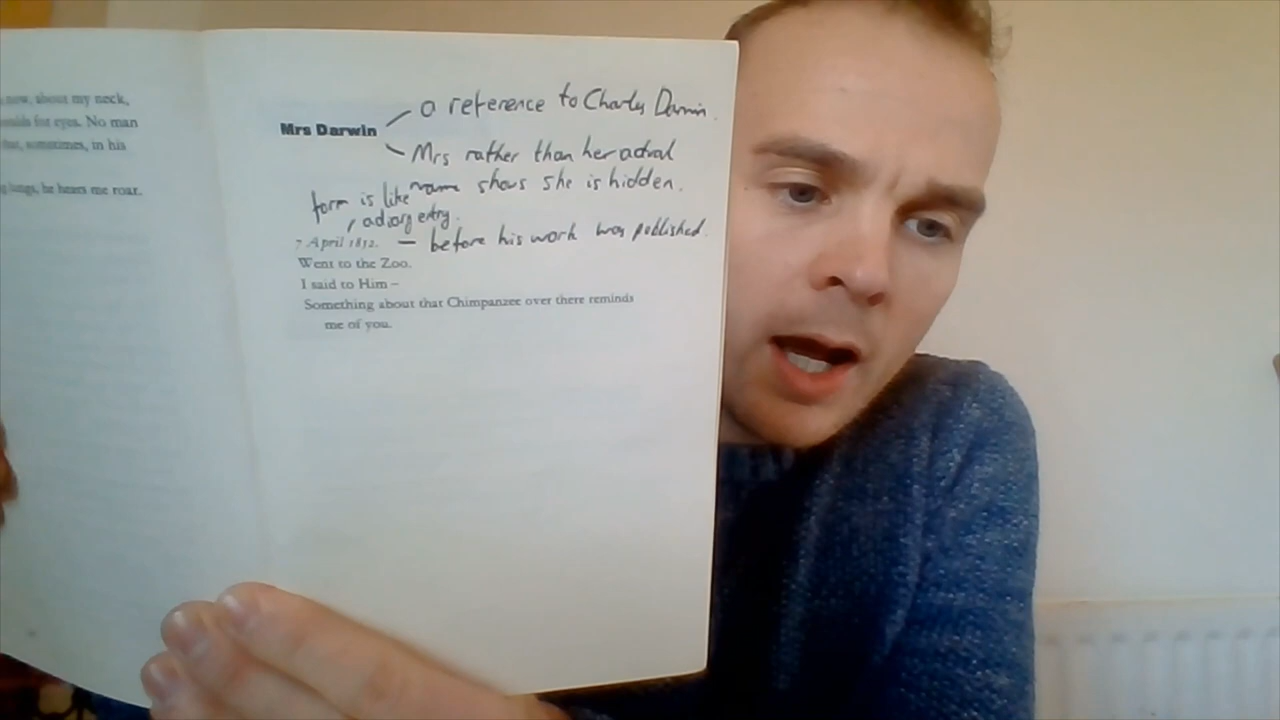 now, about my neck,
for eyes. No man
that, sometimes, in his
lungs, he hears me roar.
a reference to Charles Darwin.
Mrs Darwin
Mrs rather than her actual
name shows she is hidden.
form is like
a diary entry.
7 April 1852. — before his work was published.
Went to the Zoo.
I said to Him –
Something about that Chimpanzee over there reminds
me of you.